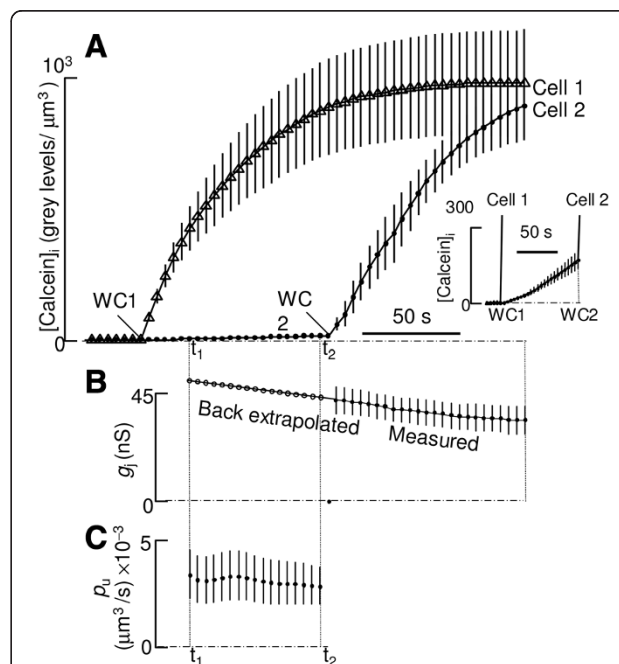 A
10³
[Calcein]i (grey levels/ μm³)
0
WC1
WC
2
t₁
t₂
50 s
Cell 1
Cell 2
Cell 1
Cell 2
300
50 s
[Calcein]i
0
WC1
WC2
B
45
gj (nS)
0
Back extrapolated
Measured
C
5
pu
(μm³/s) ×10⁻³
0
t₁
t₂